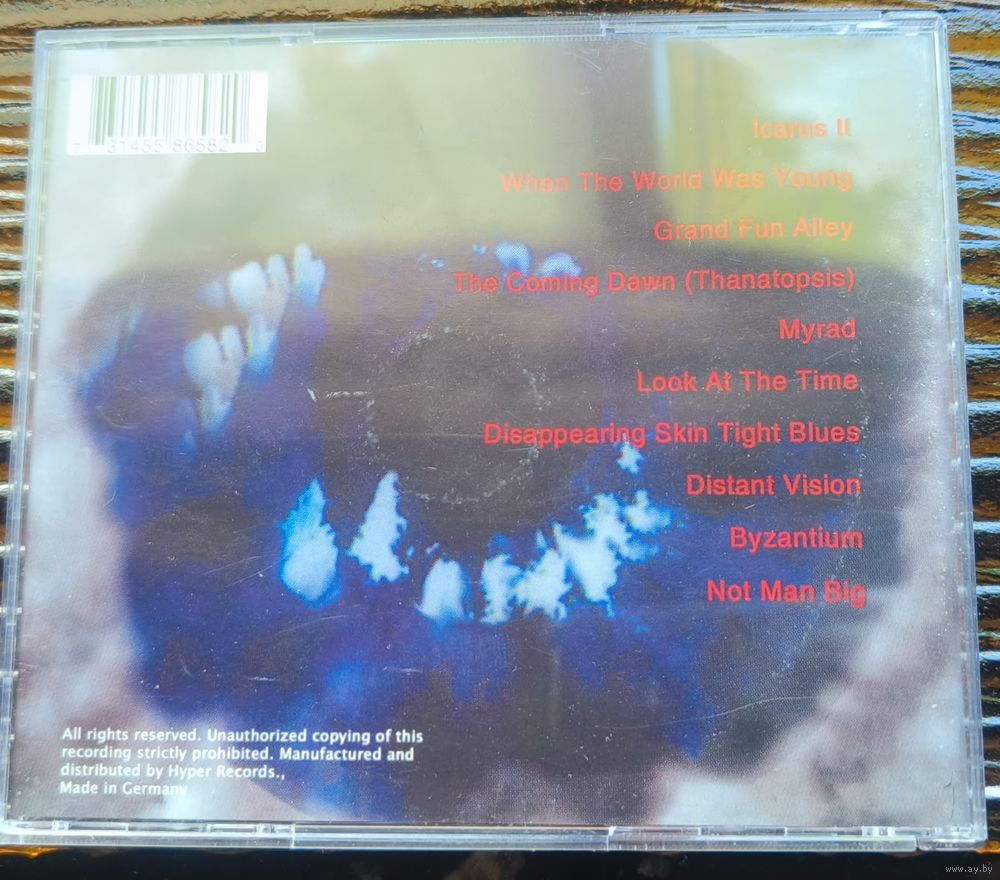 7 31455 86582 0
Icarus II
When The World Was Young
Grand Fun Alley
The Coming Dawn (Thanatopsis)
Myrad
Look At The Time
Disappearing Skin Tight Blues
Distant Vision
Byzantium
Not Man Big
All rights reserved. Unauthorized copying of this
recording strictly prohibited. Manufactured and
distributed by Hyper Records.,
Made in Germany
www.ay.by